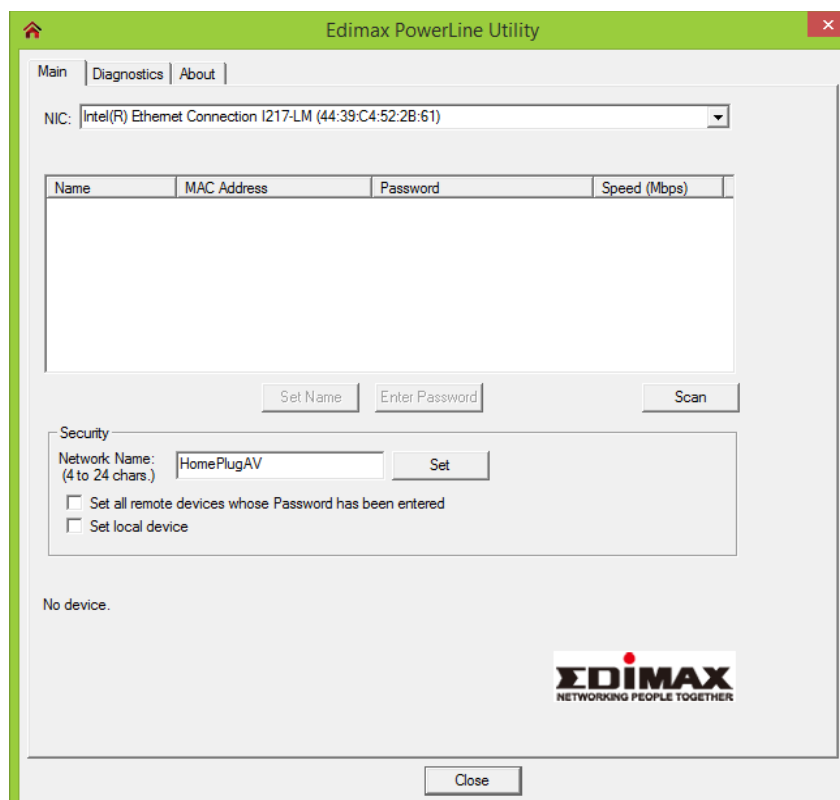 Edimax PowerLine Utility
Main Diagnostics About
NIC: Intel(R) Ethernet Connection I217-LM (44:39:C4:52:2B:61)
Name MAC Address Password Speed (Mbps)
Set Name Enter Password Scan
Security
Network Name: HomePlugAV Set
(4 to 24 chars.)
Set all remote devices whose Password has been entered
Set local device
No device.
EDIMAX
NETWORKING PEOPLE TOGETHER
Close